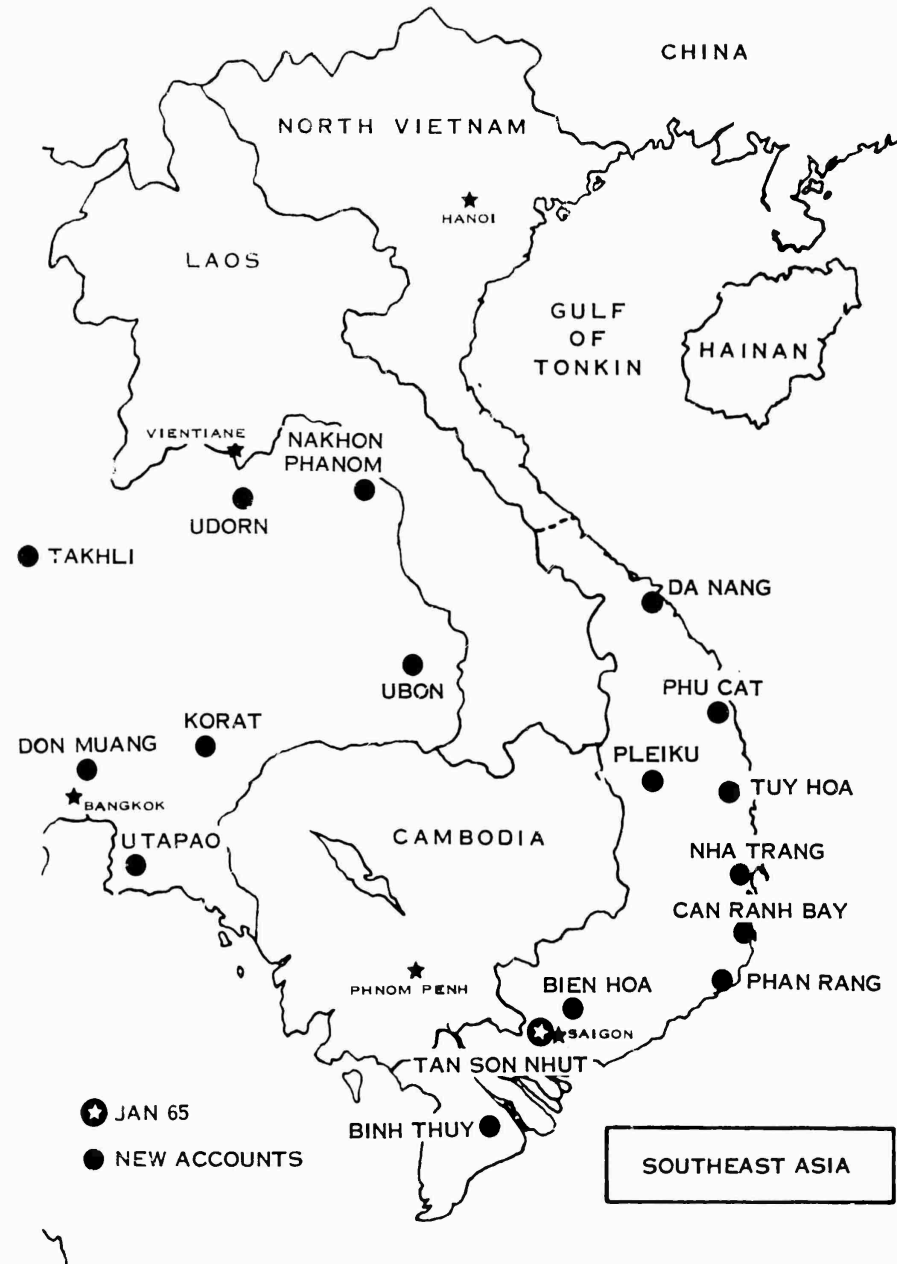 CHINA
NORTH VIETNAM
HANOI
LAOS
GULF
OF
TONKIN
HAINAN
VIENTIANE
NAKHON
PHANOM
UDORN
TAKHLI
DA NANG
UBON
PHU CAT
KORAT
DON MUANG
PLEIKU
TUY HOA
BANGKOK
CAMBODIA
UTAPAO
NHA TRANG
CAN RANH BAY
PHNOM PENH
BIEN HOA
PHAN RANG
SAIGON
TAN SON NHUT
JAN 65
BINH THUY
NEW ACCOUNTS
SOUTHEAST ASIA